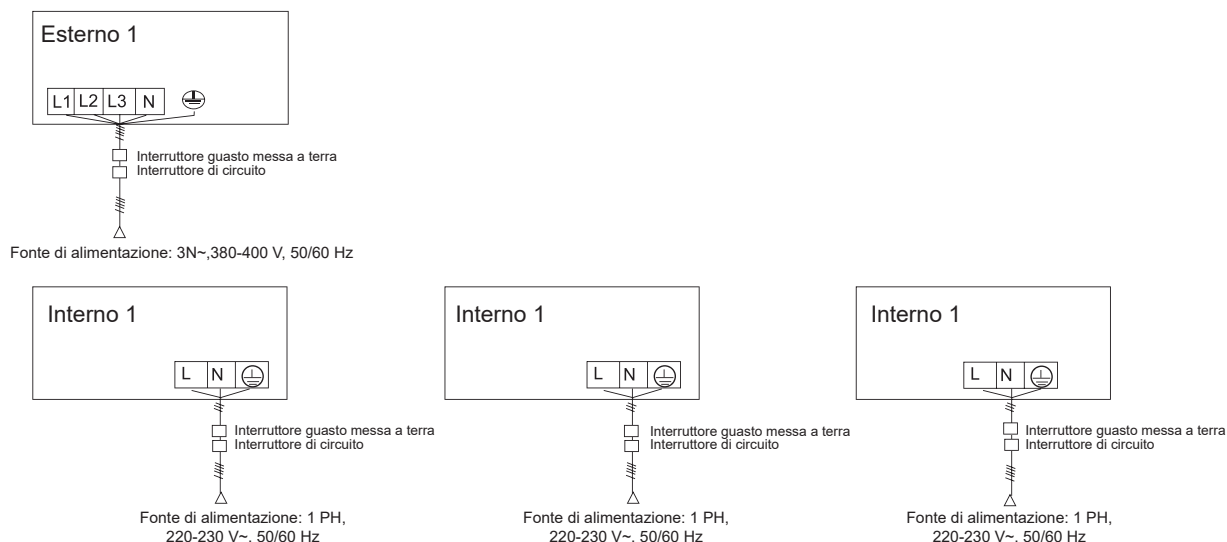 Esterno 1
L1 L2 L3 N
Interruttore guasto messa a terra
Interruttore di circuito
Fonte di alimentazione: 3N~,380-400 V, 50/60 Hz
Interno 1
L N
Interruttore guasto messa a terra
Interruttore di circuito
Fonte di alimentazione: 1 PH,
220-230 V~, 50/60 Hz
Interno 1
L N
Interruttore guasto messa a terra
Interruttore di circuito
Fonte di alimentazione: 1 PH,
220-230 V~, 50/60 Hz
Interno 1
L N
Interruttore guasto messa a terra
Interruttore di circuito
Fonte di alimentazione: 1 PH,
220-230 V~, 50/60 Hz